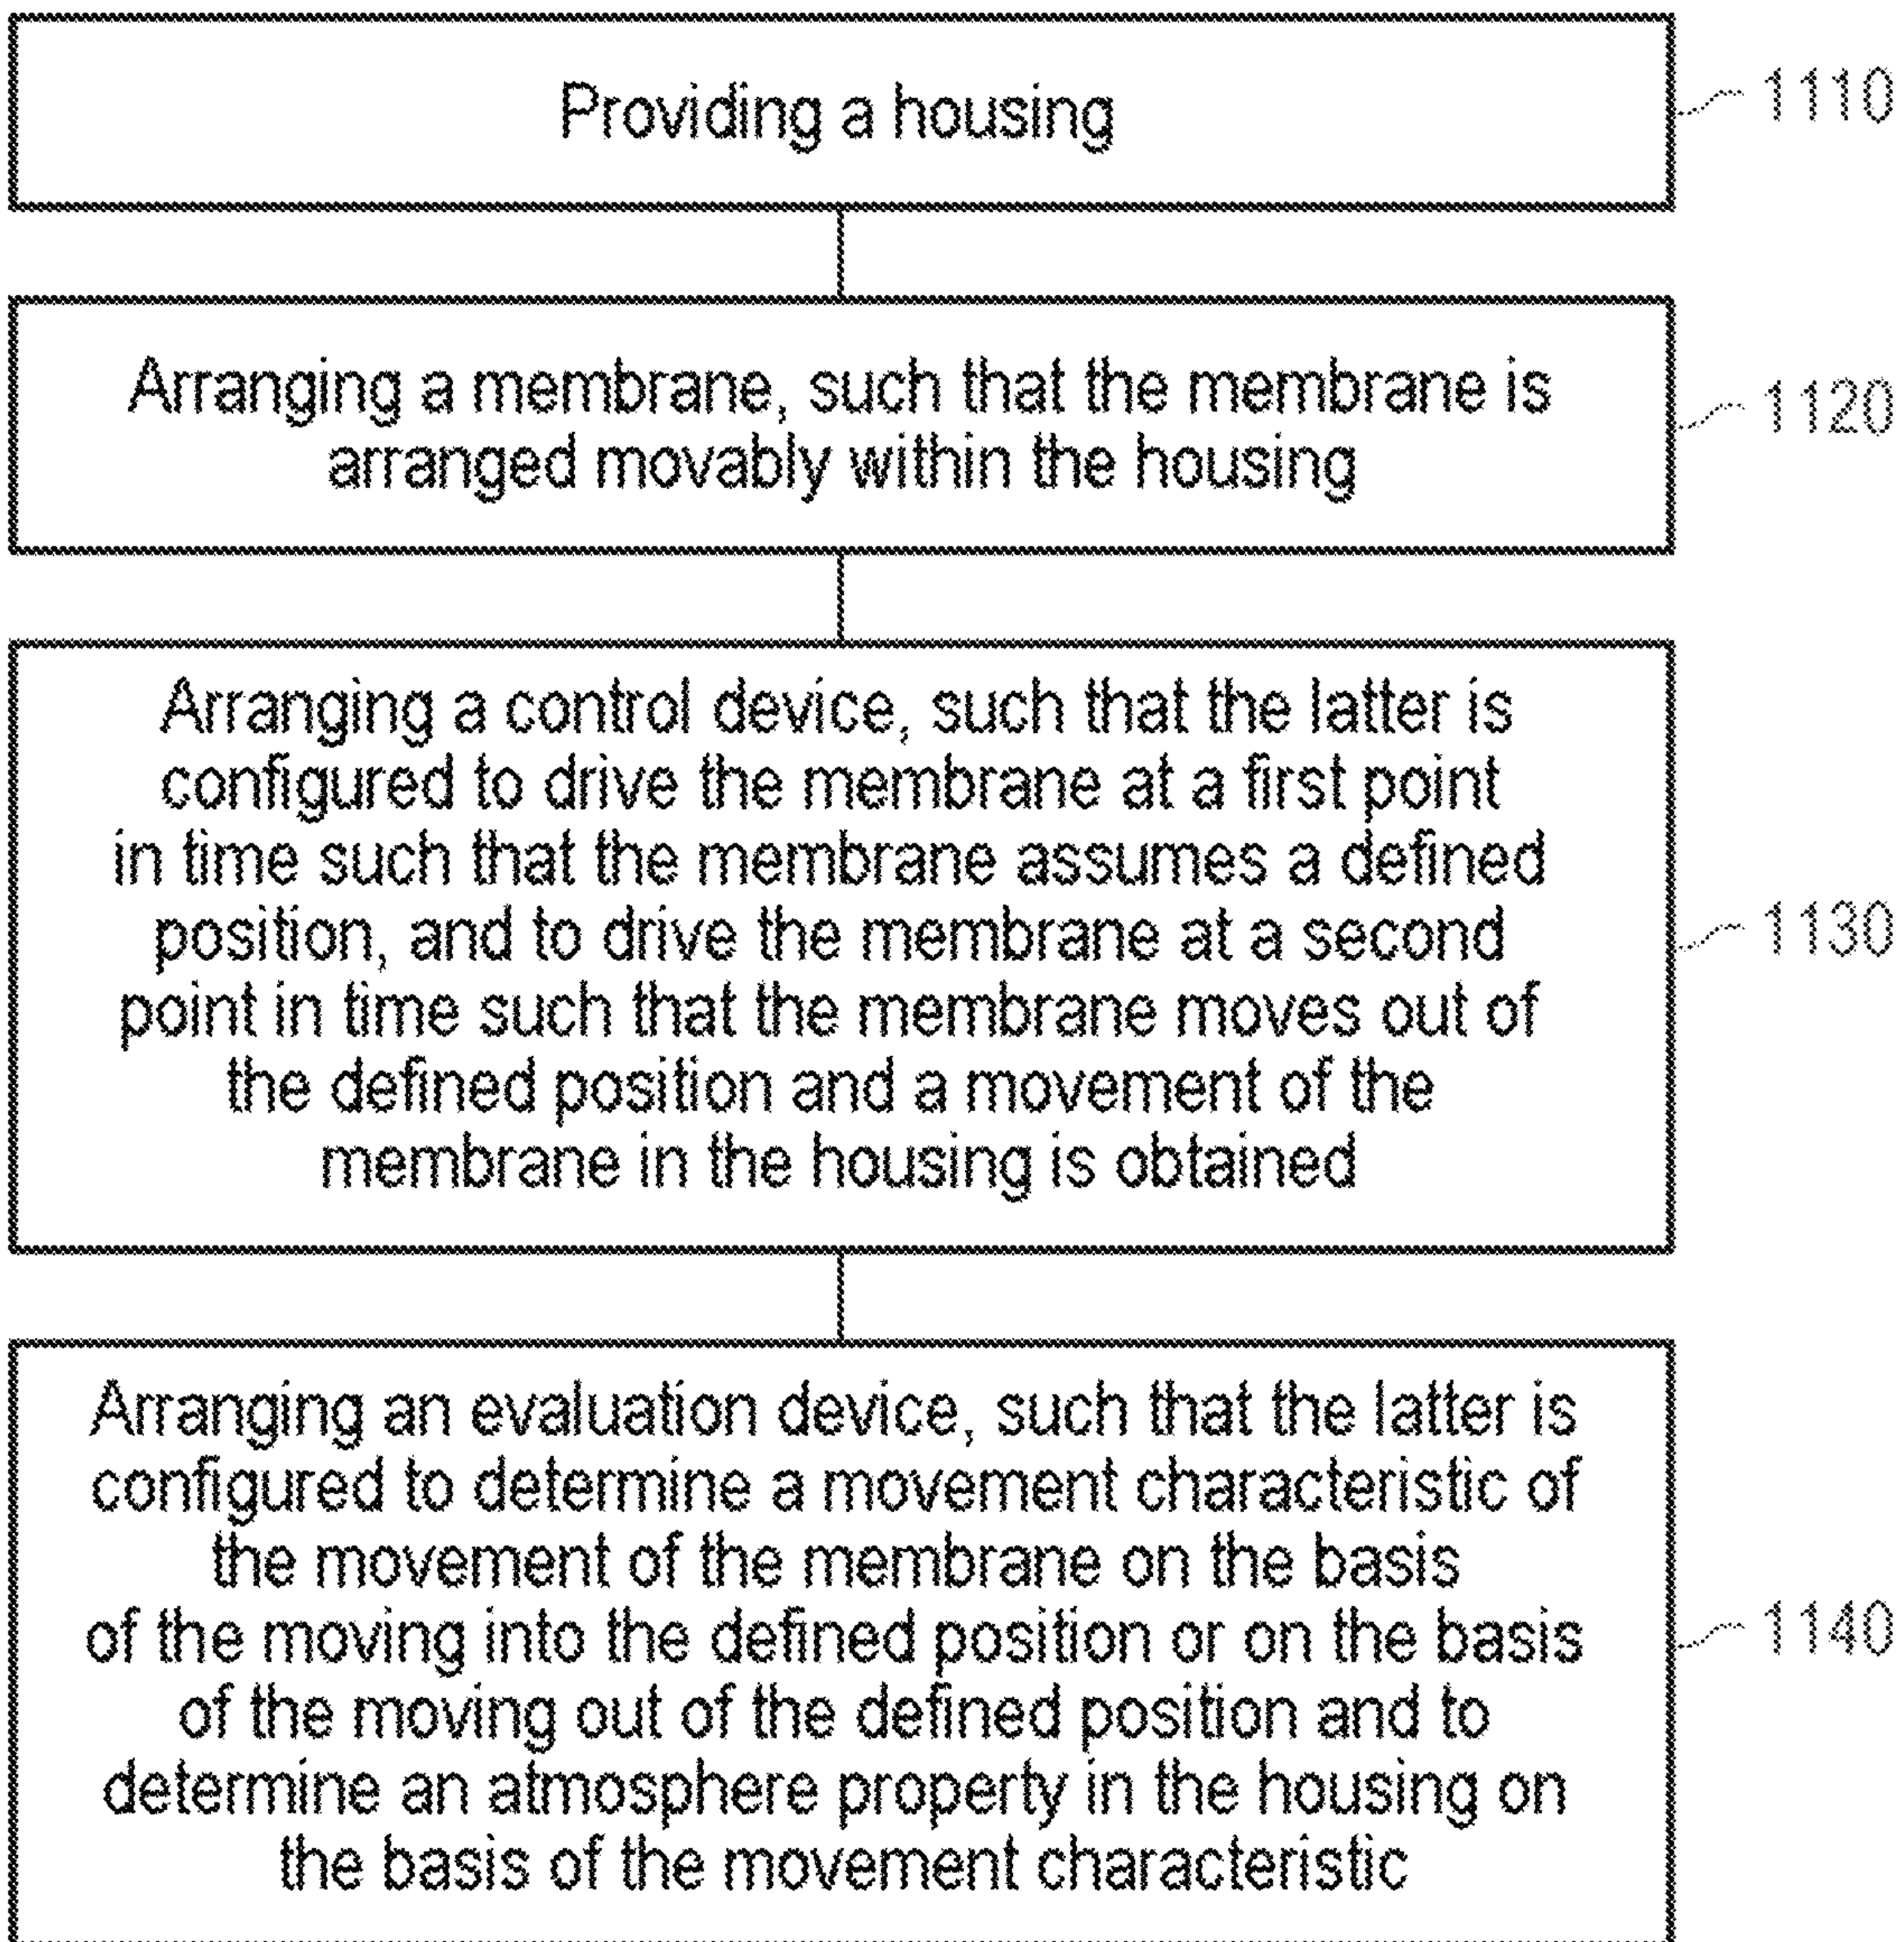 Providing a housing
1110
Arranging a membrane, such that the membrane is
arranged movably within the housing
1120
Arranging a control device, such that the latter is
configured to drive the membrane at a first point
in time such that the membrane assumes a defined
position, and to drive the membrane at a second
point in time such that the membrane moves out of
the defined position and a movement of the
membrane in the housing is obtained
1130
Arranging an evaluation device, such that the latter is
configured to determine a movement characteristic of
the movement of the membrane on the basis
of the moving into the defined position or on the basis
of the moving out of the defined position and to
determine an atmosphere property in the housing on
the basis of the movement characteristic
1140